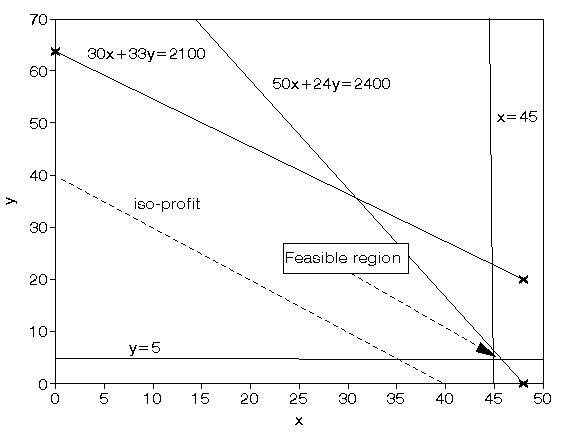 70
30x+33y=2100
60
50x+24y=2400
50
x=45
40
iso-profit
y
30
Feasible region
20
10
y=5
0
0 5 10 15 20 25 30 35 40 45 50
x